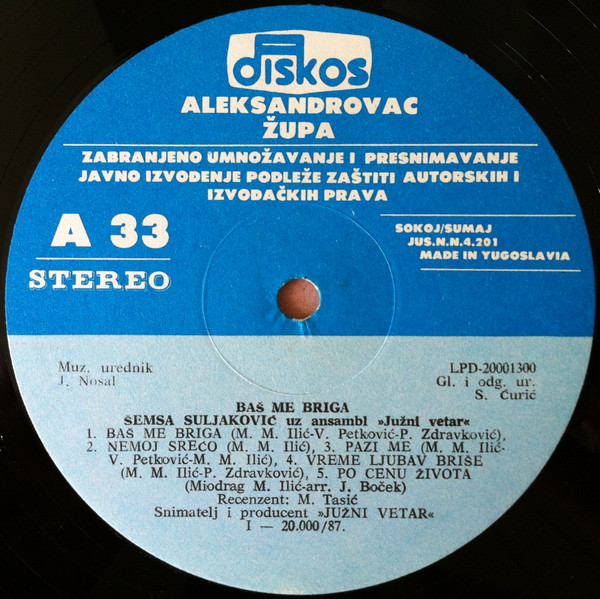 diskos
ALEKSANDROVAC
ŽUPA
ZABRANJENO UMNOŽAVANJE I PRESNIMAVANJE
JAVNO IZVOĐENJE PODLEŽE ZAŠTITI AUTORSKIH I
IZVOĐAČKIH PRAVA
A 33
STEREO
SOKOJ/SUMAJ
JUS.N.N.4.201
MADE IN YUGOSLAVIA
Muz. urednik
J. Nosal
LPD-20001300
Gl. i odg. ur.
S. Ćurić
BAŠ ME BRIGA
ŠEMSA SULJAKOVIĆ uz ansambl »Južni vetar«
1. BAŠ ME BRIGA (M. M. Ilić-V. Petković-P. Zdravković),
2. NEMOJ SREĆO (M. M. Ilić), 3. PAZI ME (M. M. Ilić-
V. Petković-M. M. Ilić), 4. VREME LJUBAV BRIŠE
(M. M. Ilić-P. Zdravković), 5. PO CENU ŽIVOTA
(Miodrag M. Ilić-arr. J. Boček)
Recenzent: M. Tasić
Snimatelj i producent »JUŽNI VETAR«
I — 20.000/87.